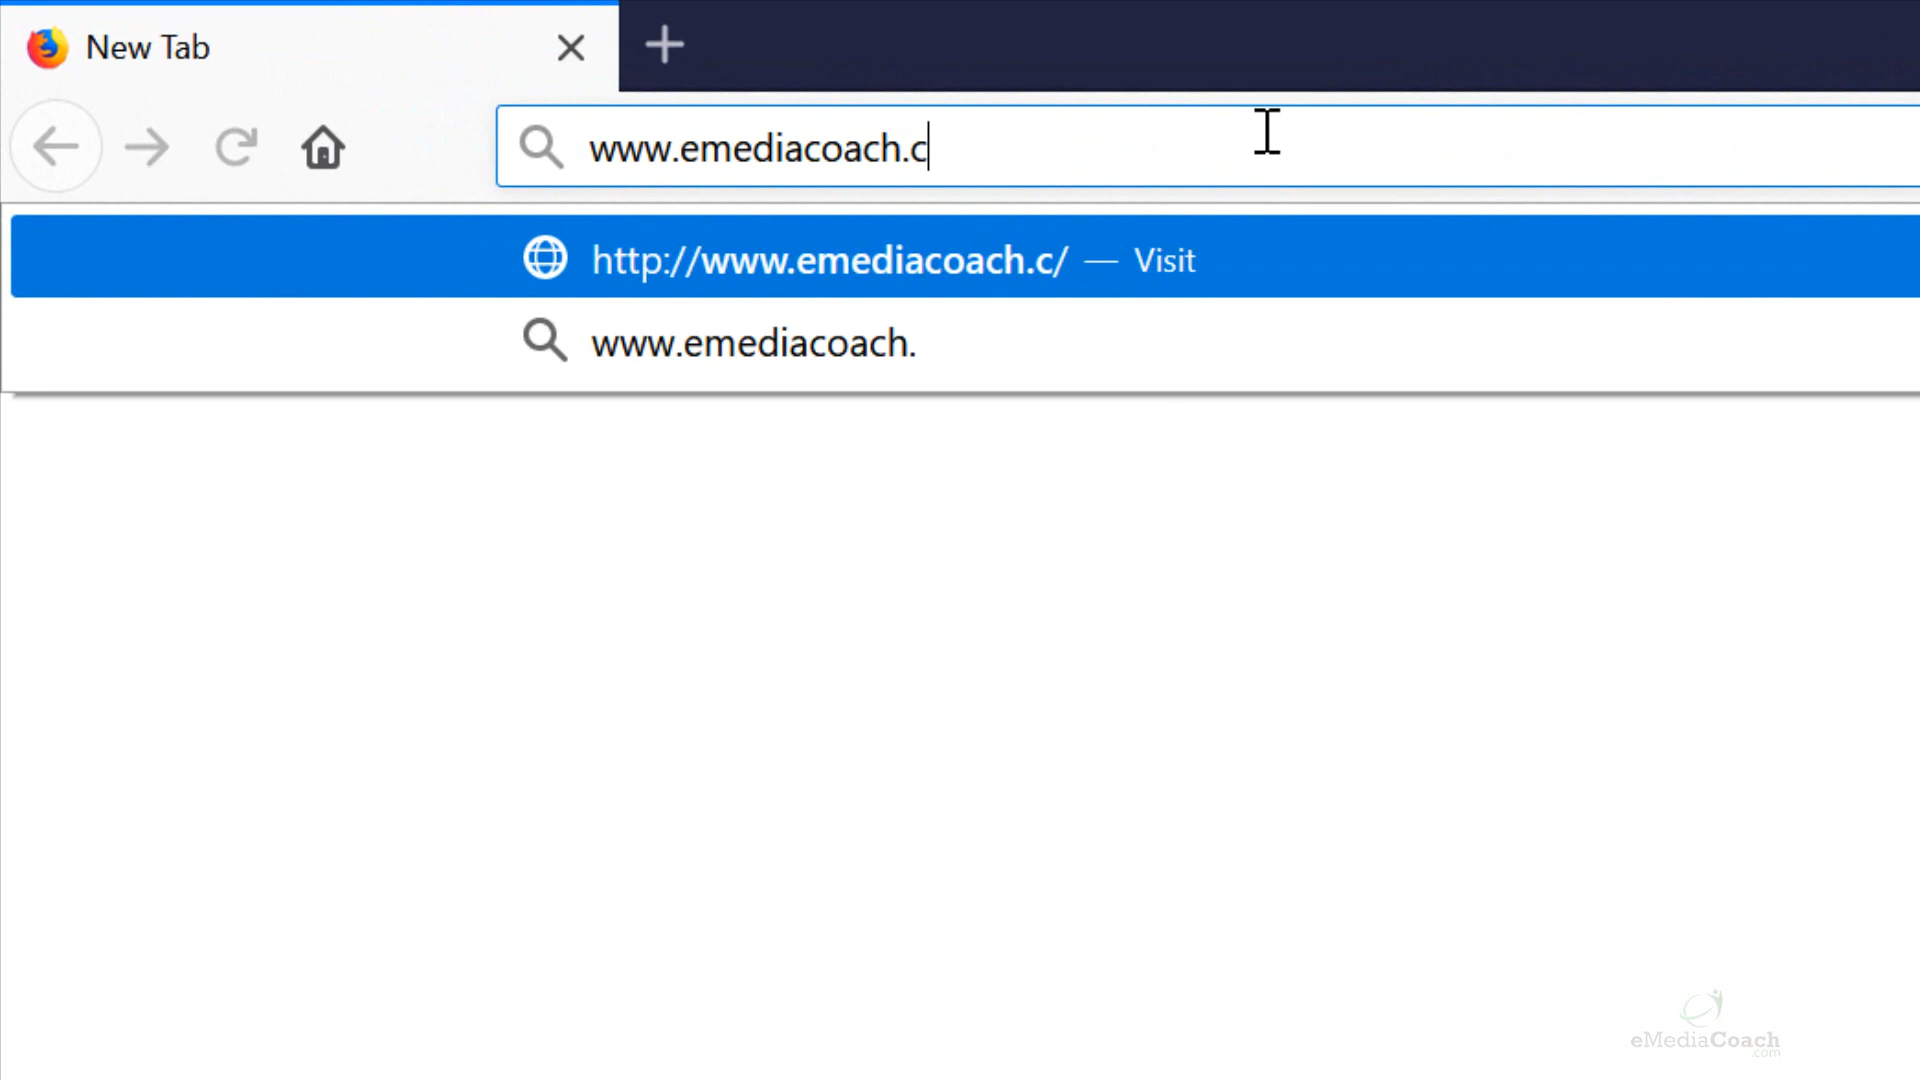 New Tab
www.emediacoach.c
http://www.emediacoach.c/ — Visit
www.emediacoach.
eMediaCoach
.com